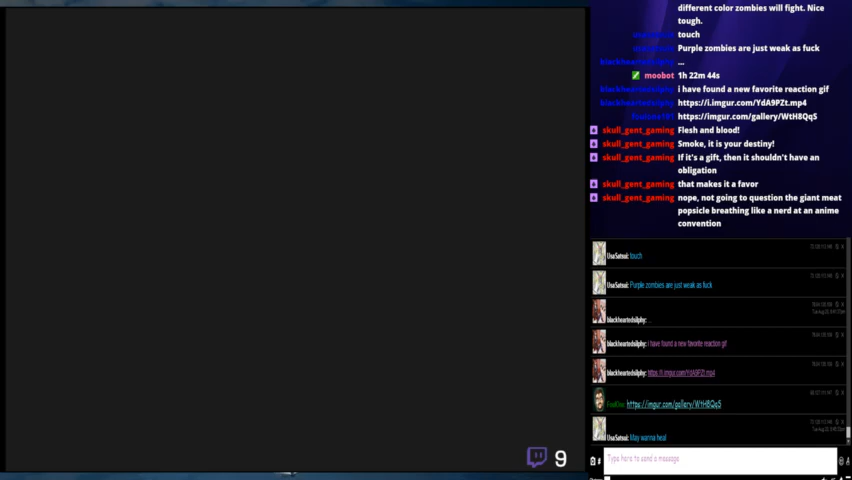 different color zombies will fight. Nice
tough.
touch
Purple zombies are just weak as fuck
blackheartedsilphy ...
moobot 1h 22m 44s
blackheartedsilphy i have found a new favorite reaction gif
blackheartedsilphy https://i.imgur.com/YdA9PZt.mp4
https://imgur.com/gallery/WtH8Qq5
skull_gent_gaming Flesh and blood!
skull_gent_gaming Smoke, it is your destiny!
skull_gent_gaming If it's a gift, then it shouldn't have an
obligation
skull_gent_gaming that makes it a favor
skull_gent_gaming nope, not going to question the giant meat
popsicle breathing like a nerd at an anime
convention
UsaSatsui: touch
UsaSatsui: Purple zombies are just weak as fuck
blackheartedsilphy: ...
blackheartedsilphy: i have found a new favorite reaction gif
blackheartedsilphy: https://i.imgur.com/YdA9PZt.mp4
https://imgur.com/gallery/WtH8Qq5
UsaSatsui: May wanna heal
Type here to send a message
9